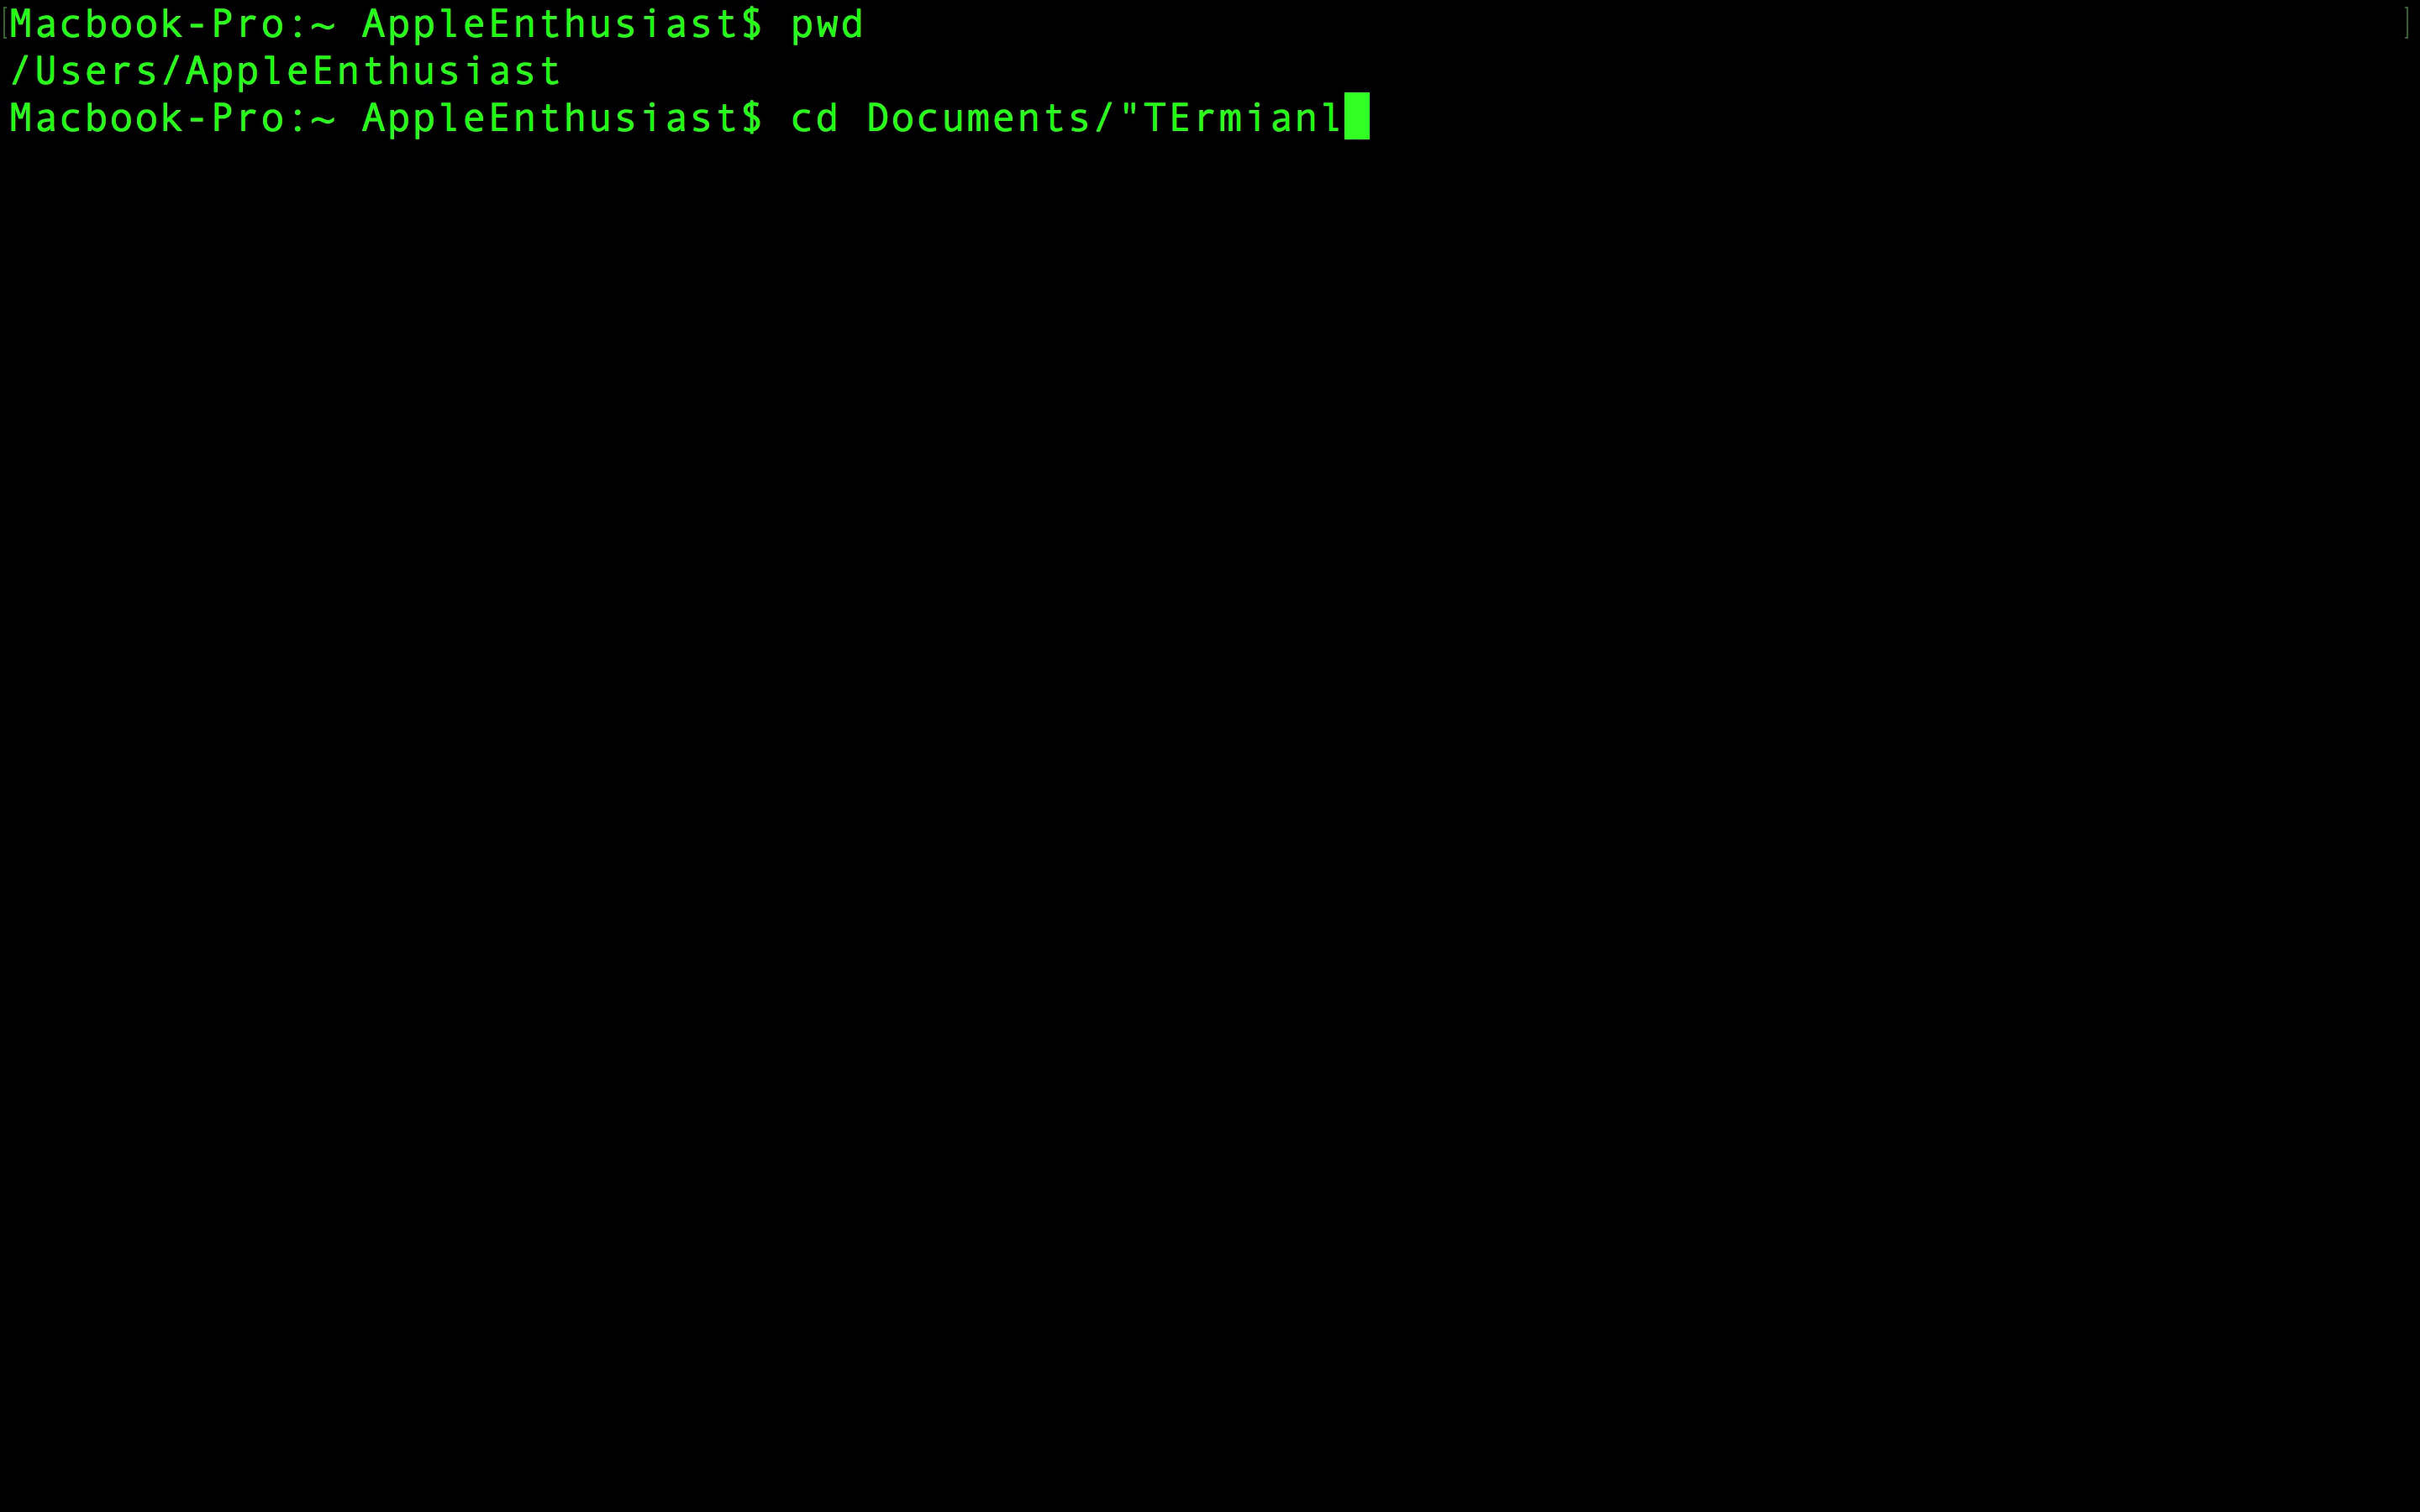 [Macbook-Pro:~ AppleEnthusiast$ pwd ]
/Users/AppleEnthusiast
Macbook-Pro:~ AppleEnthusiast$ cd Documents/"TErmianl